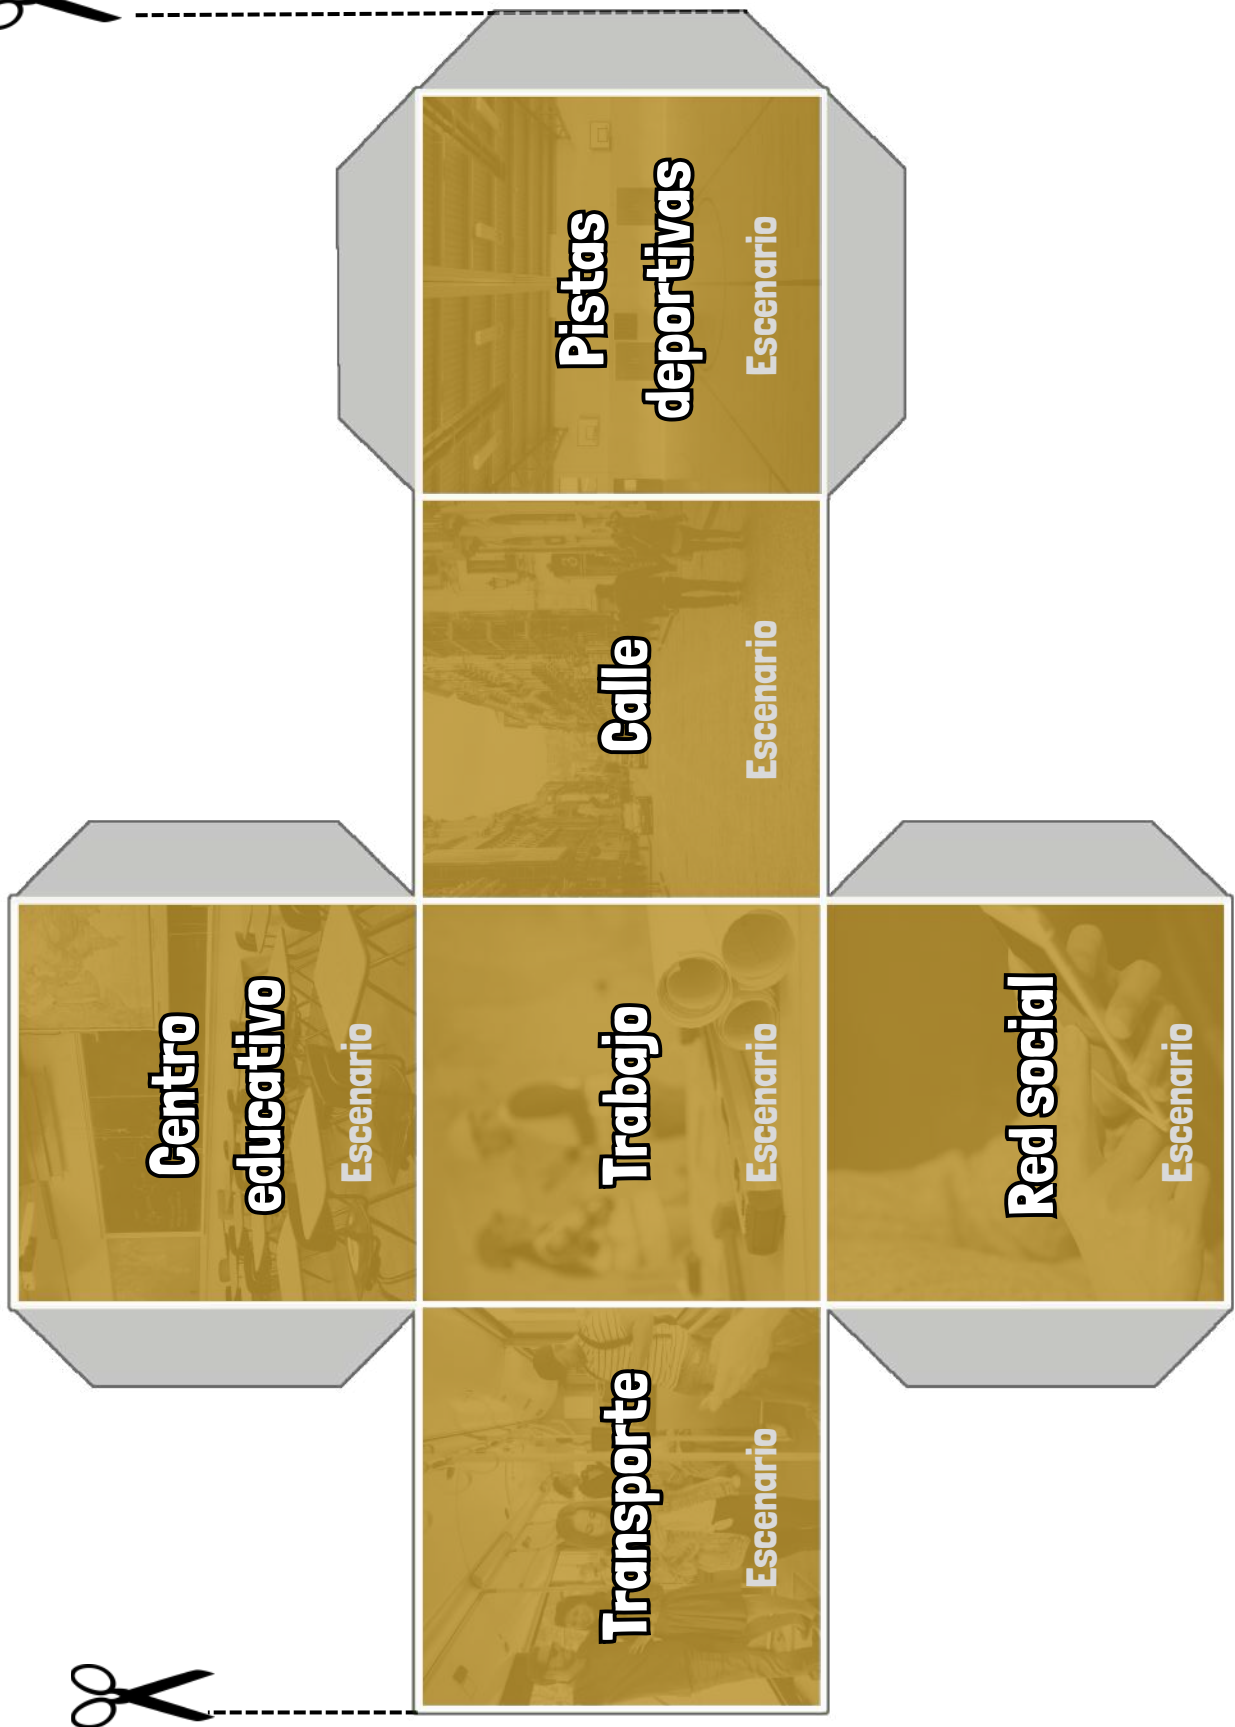 Pistas
deportivas
Escenario
Calle
Escenario
Centro
educativo
Escenario
Trabajo
Escenario
Red social
Escenario
Transporte
Escenario